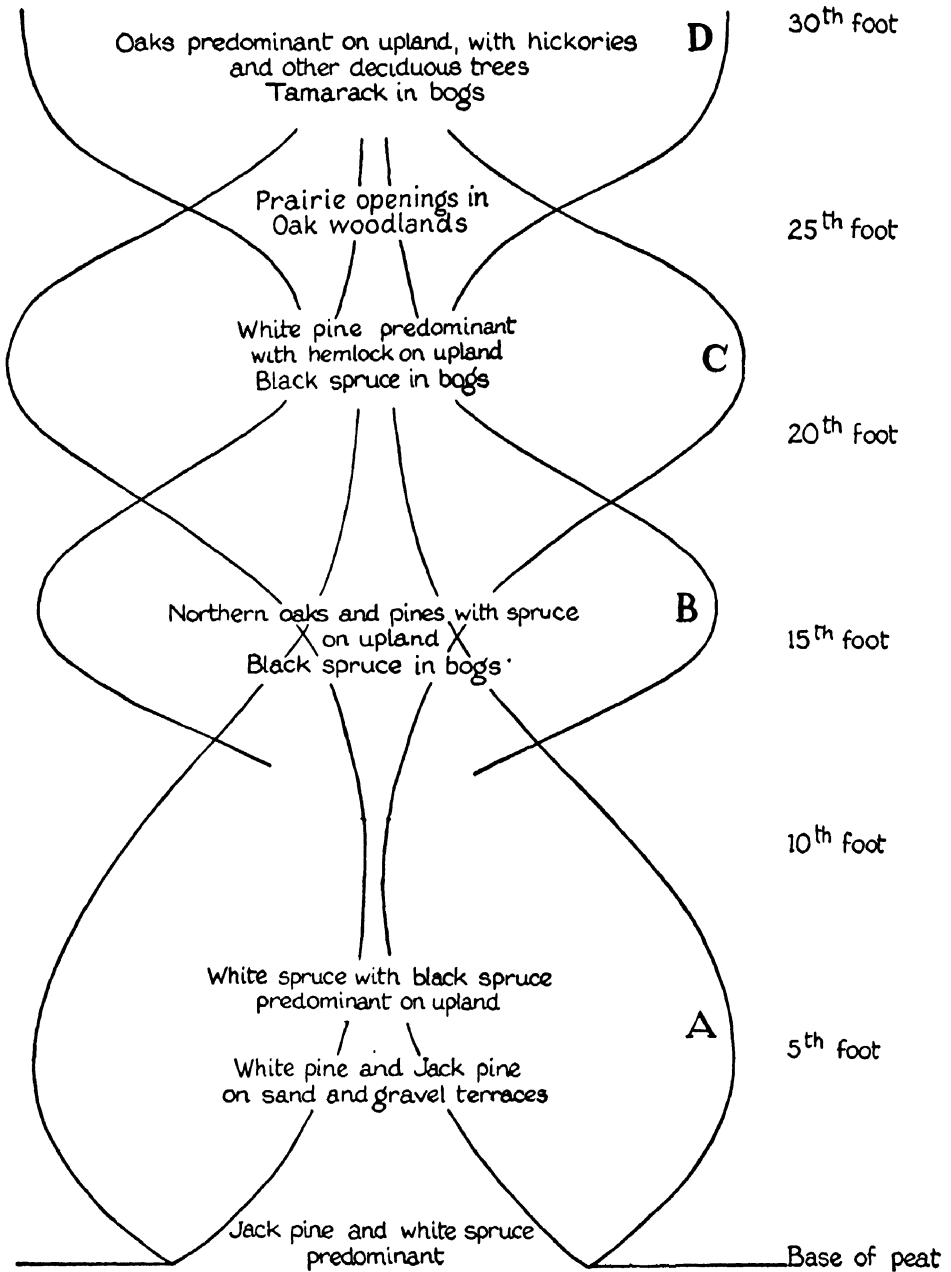 30th foot
Oaks predominant on upland, with hickories
and other deciduous trees
Tamarack in bogs
D
Prairie openings in
Oak woodlands
25th foot
White pine predominant
with hemlock on upland
Black spruce in bogs
C
20th foot
Northern oaks and pines with spruce
on upland
Black spruce in bogs
B
15th foot
10th foot
White spruce with black spruce
predominant on upland
A
5th foot
White pine and Jack pine
on sand and gravel terraces
Jack pine and white spruce
predominant
Base of peat